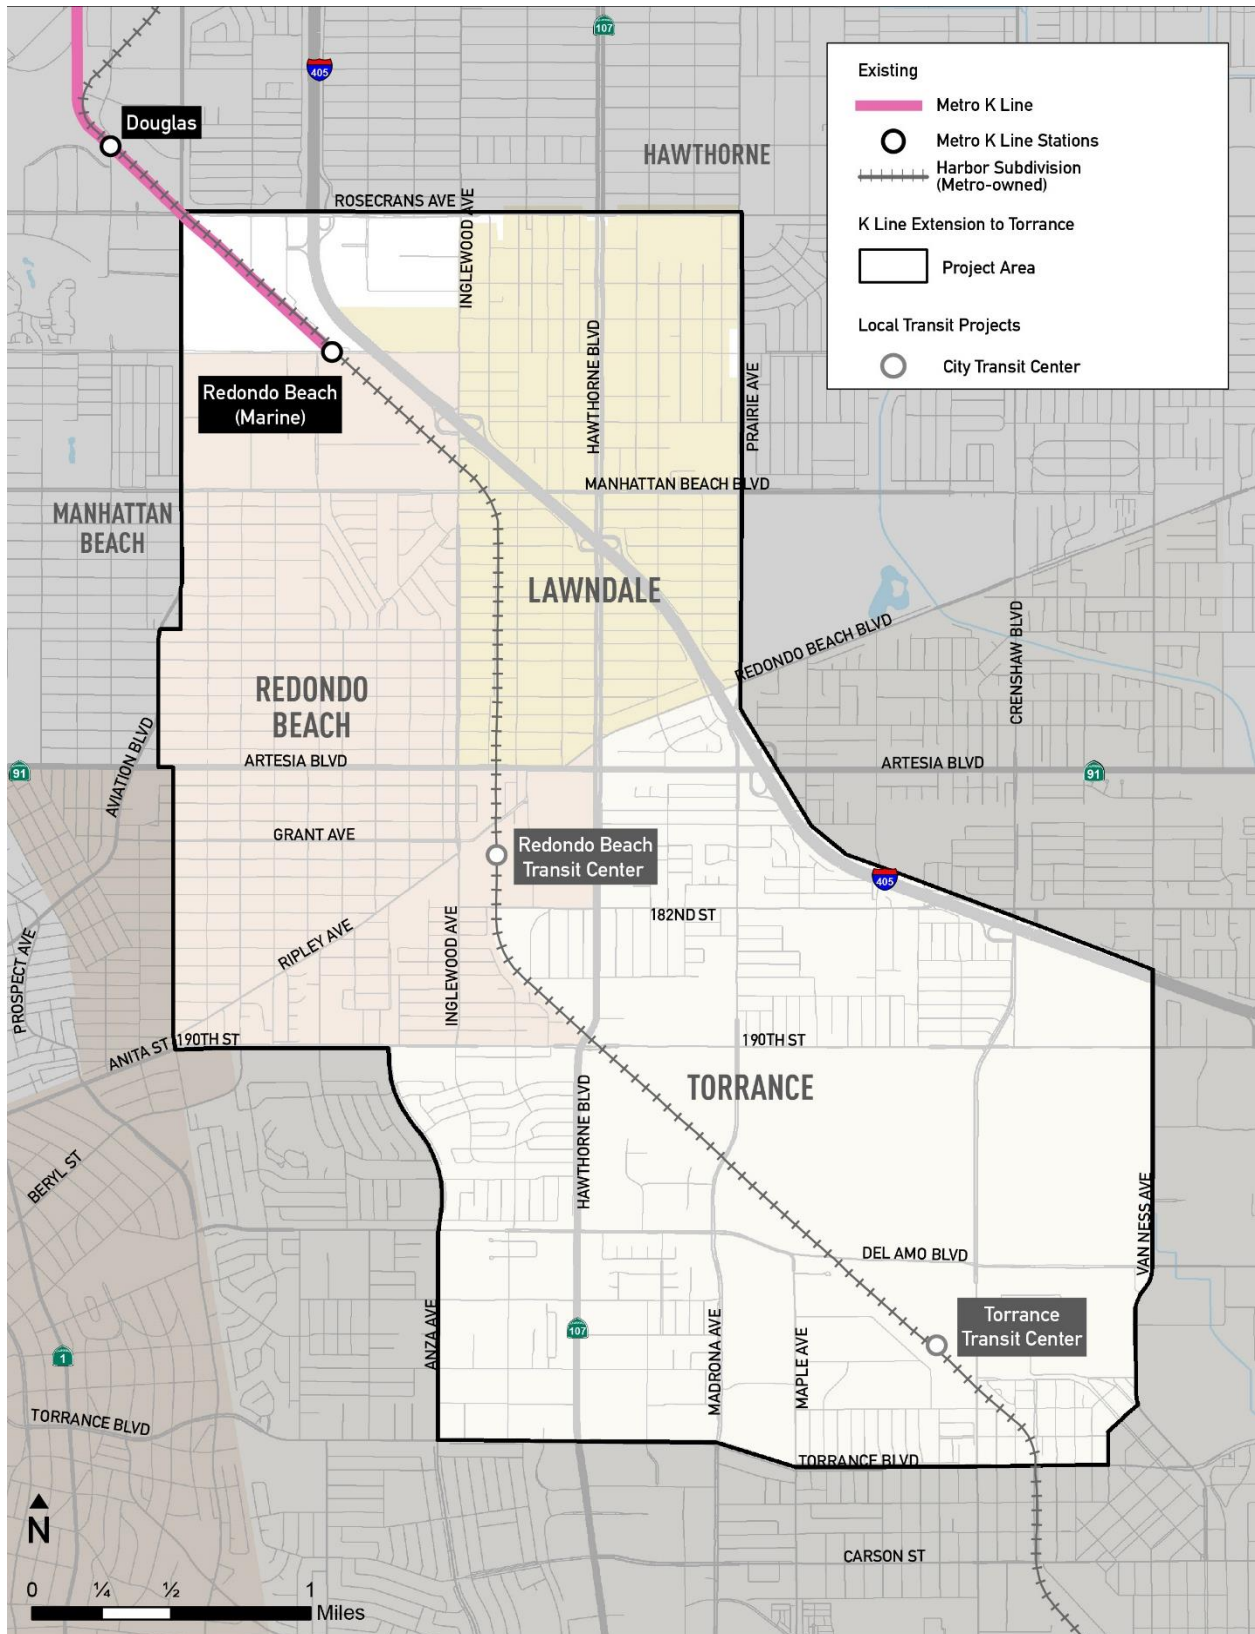 107
405
Existing
Metro K Line
Metro K Line Stations
Harbor Subdivision
(Metro-owned)
K Line Extension to Torrance
Project Area
Local Transit Projects
City Transit Center
Douglas
HAWTHORNE
ROSECRANS AVE
INGLEWOOD AVE
HAWTHORNE BLVD
PRAIRIE AVE
Redondo Beach
(Marine)
MANHATTAN BEACH BLVD
MANHATTAN
BEACH
LAWNDALE
REDONDO BEACH BLVD
CRENSHAW BLVD
REDONDO
BEACH
AVIATION BLVD
91
ARTESIA BLVD
ARTESIA BLVD
91
GRANT AVE
Redondo Beach
Transit Center
405
182ND ST
RIPLEY AVE
INGLEWOOD AVE
PROSPECT AVE
ANITA ST
190TH ST
190TH ST
TORRANCE
HAWTHORNE BLVD
BERYL ST
VAN NESS AVE
DEL AMO BLVD
Torrance
Transit Center
ANZA AVE
107
MADRONA AVE
MAPLE AVE
1
TORRANCE BLVD
TORRANCE BLVD
CARSON ST
N
0
¼
½
1
Miles